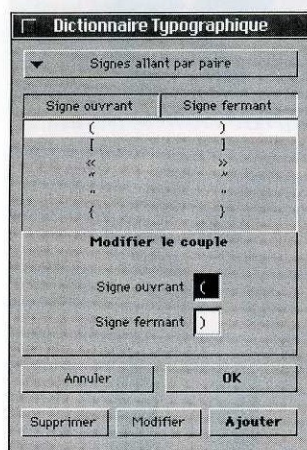 Dictionnaire Typographique
Signes allant par paire
Signe ouvrant Signe fermant
( )
[ ]
« »
“ ”
" "
{ }
Modifier le couple
Signe ouvrant (
Signe fermant )
Annuler OK
Supprimer Modifier Ajouter